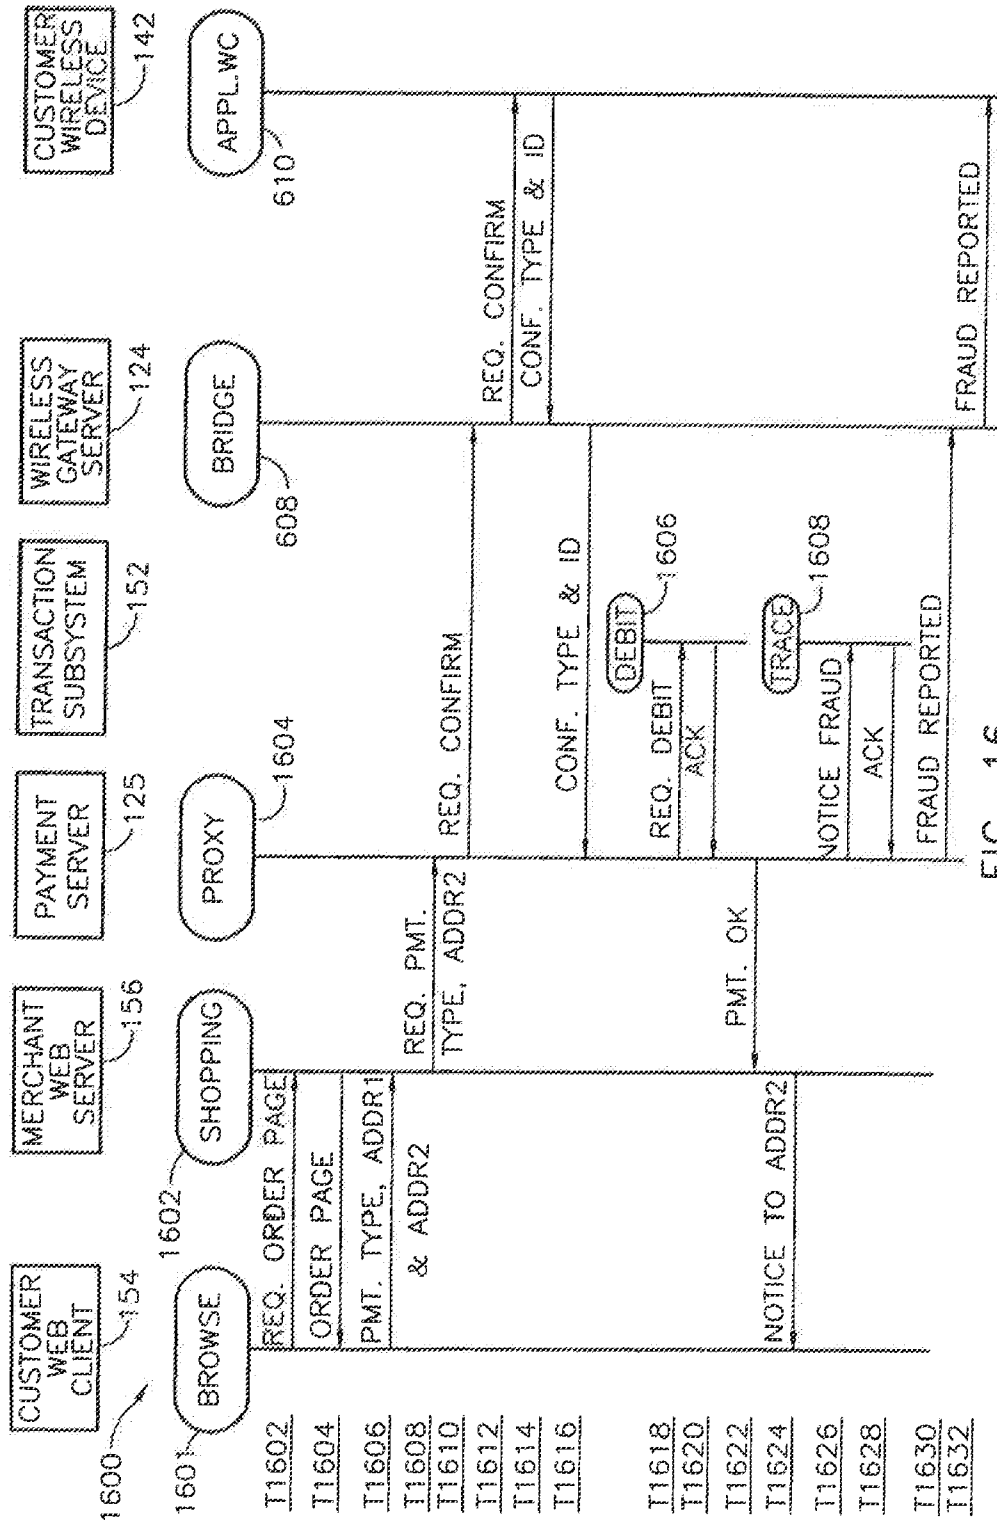 1600
CUSTOMER
WEB
CLIENT
154
MERCHANT
WEB
SERVER
156
PAYMENT
SERVER
125
TRANSACTION
SUBSYSTEM
152
WIRELESS
GATEWAY
SERVER
124
CUSTOMER
WIRELESS
DEVICE
142
1601
BROWSE
1602
SHOPPING
PROXY
1604
BRIDGE
608
APPL.WC
610
T1602
REQ. ORDER PAGE
T1604
ORDER PAGE
T1606
PMT. TYPE, ADDR1
& ADDR2
T1608
REQ. PMT.
TYPE, ADDR2
T1610
REQ. CONFIRM
T1612
REQ. CONFIRM
T1614
CONF. TYPE & ID
T1616
CONF. TYPE & ID
DEBIT
1606
T1618
REQ. DEBIT
T1620
ACK
T1622
PMT. OK
T1624
NOTICE TO ADDR2
TRACE
1608
T1626
NOTICE FRAUD
T1628
ACK
T1630
FRAUD REPORTED
T1632
FRAUD REPORTED
FIG. 16